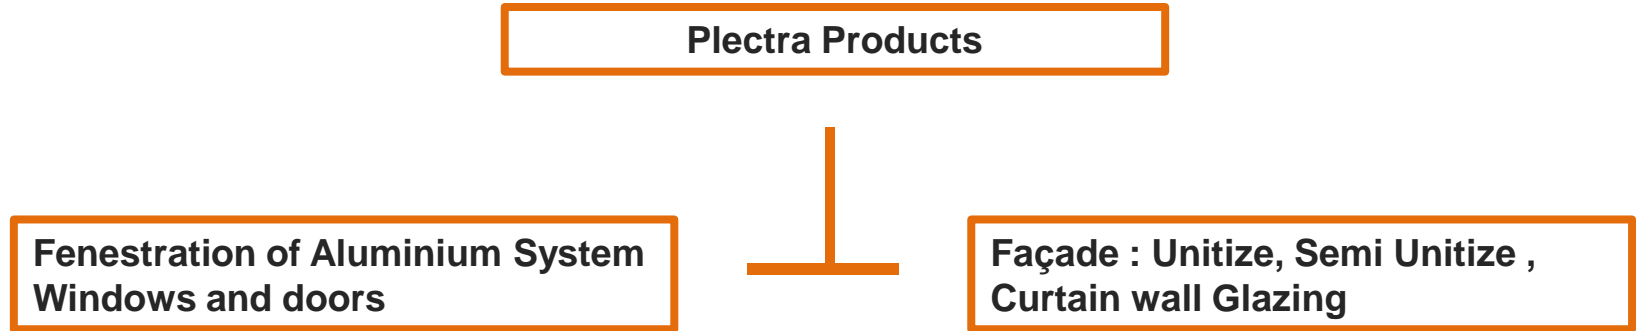 Plectra Products
Fenestration of Aluminium System
Windows and doors
Façade : Unitize, Semi Unitize ,
Curtain wall Glazing